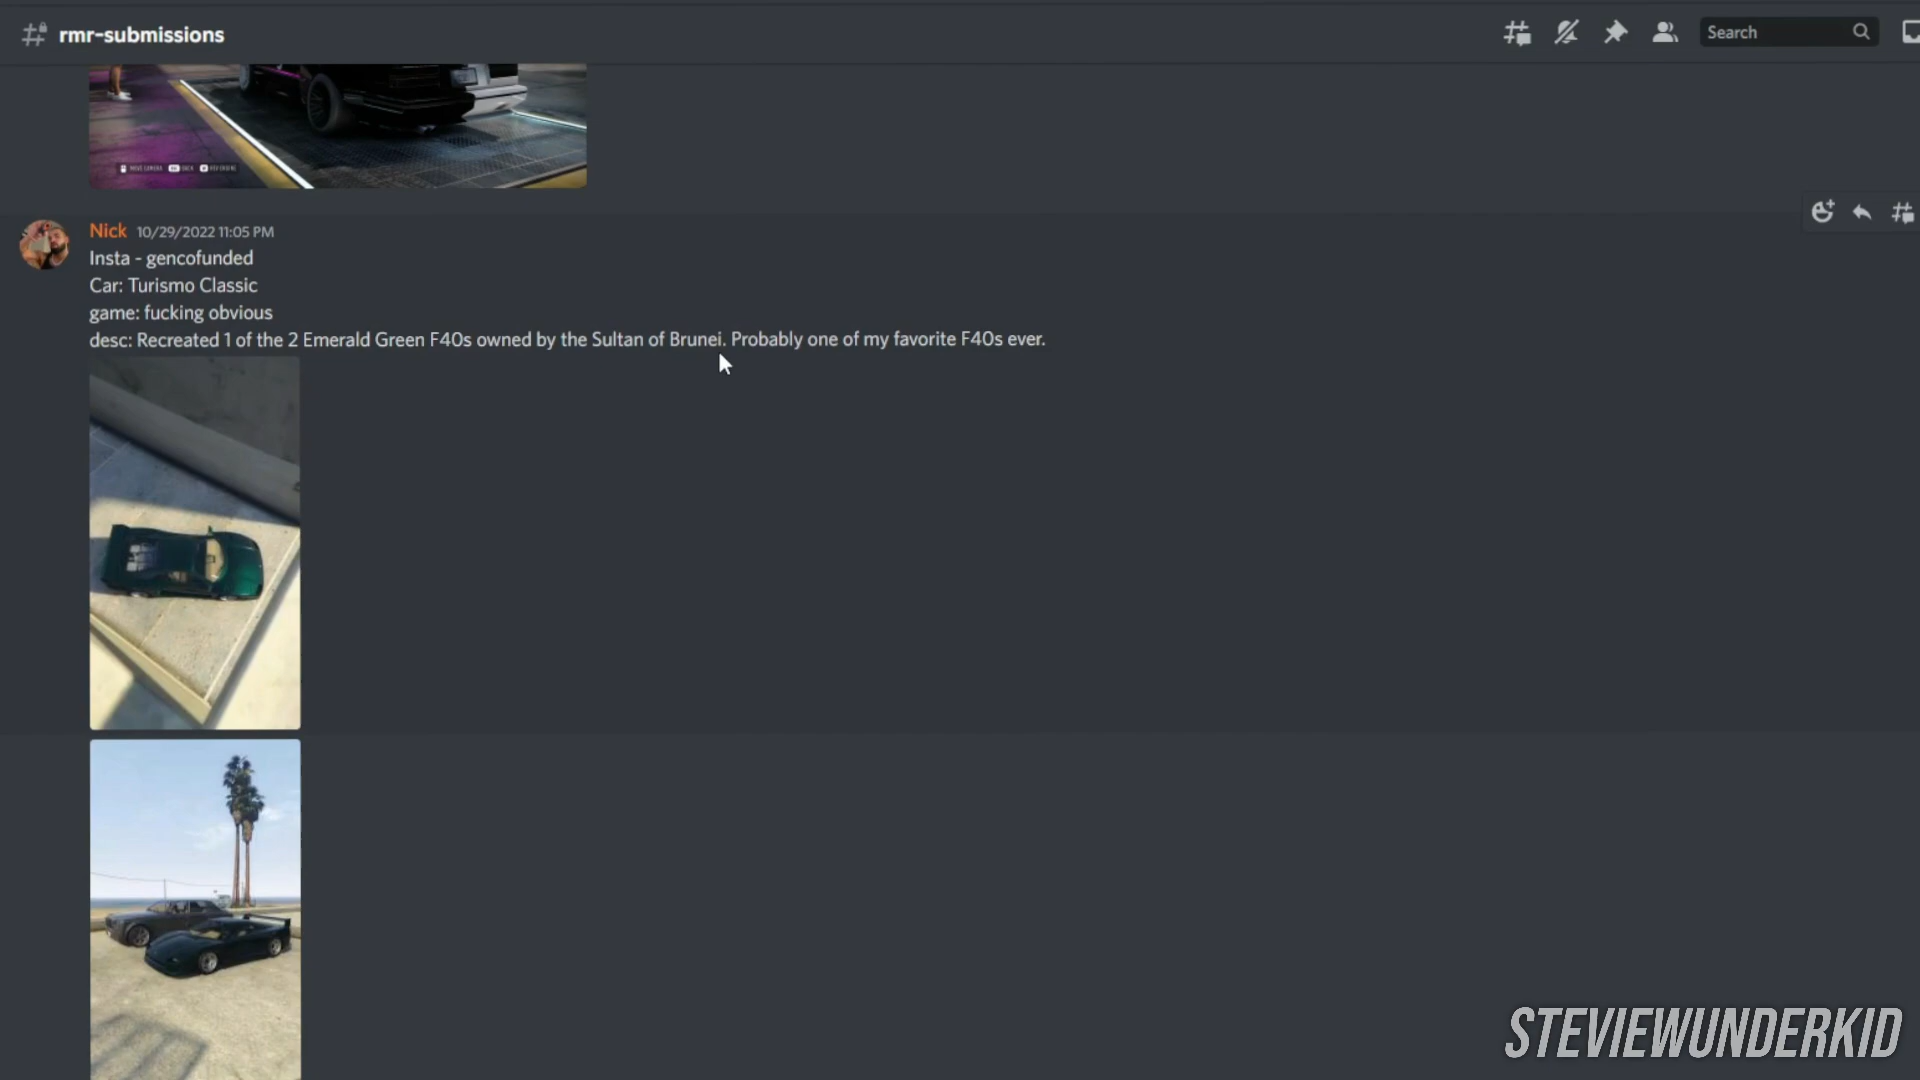 rmr-submissions
Search
Nick 10/29/2022 11:05 PM
Insta - gencofunded
Car: Turismo Classic
game: fucking obvious
desc: Recreated 1 of the 2 Emerald Green F40s owned by the Sultan of Brunei. Probably one of my favorite F40s ever.
STEVIEWUNDERKID